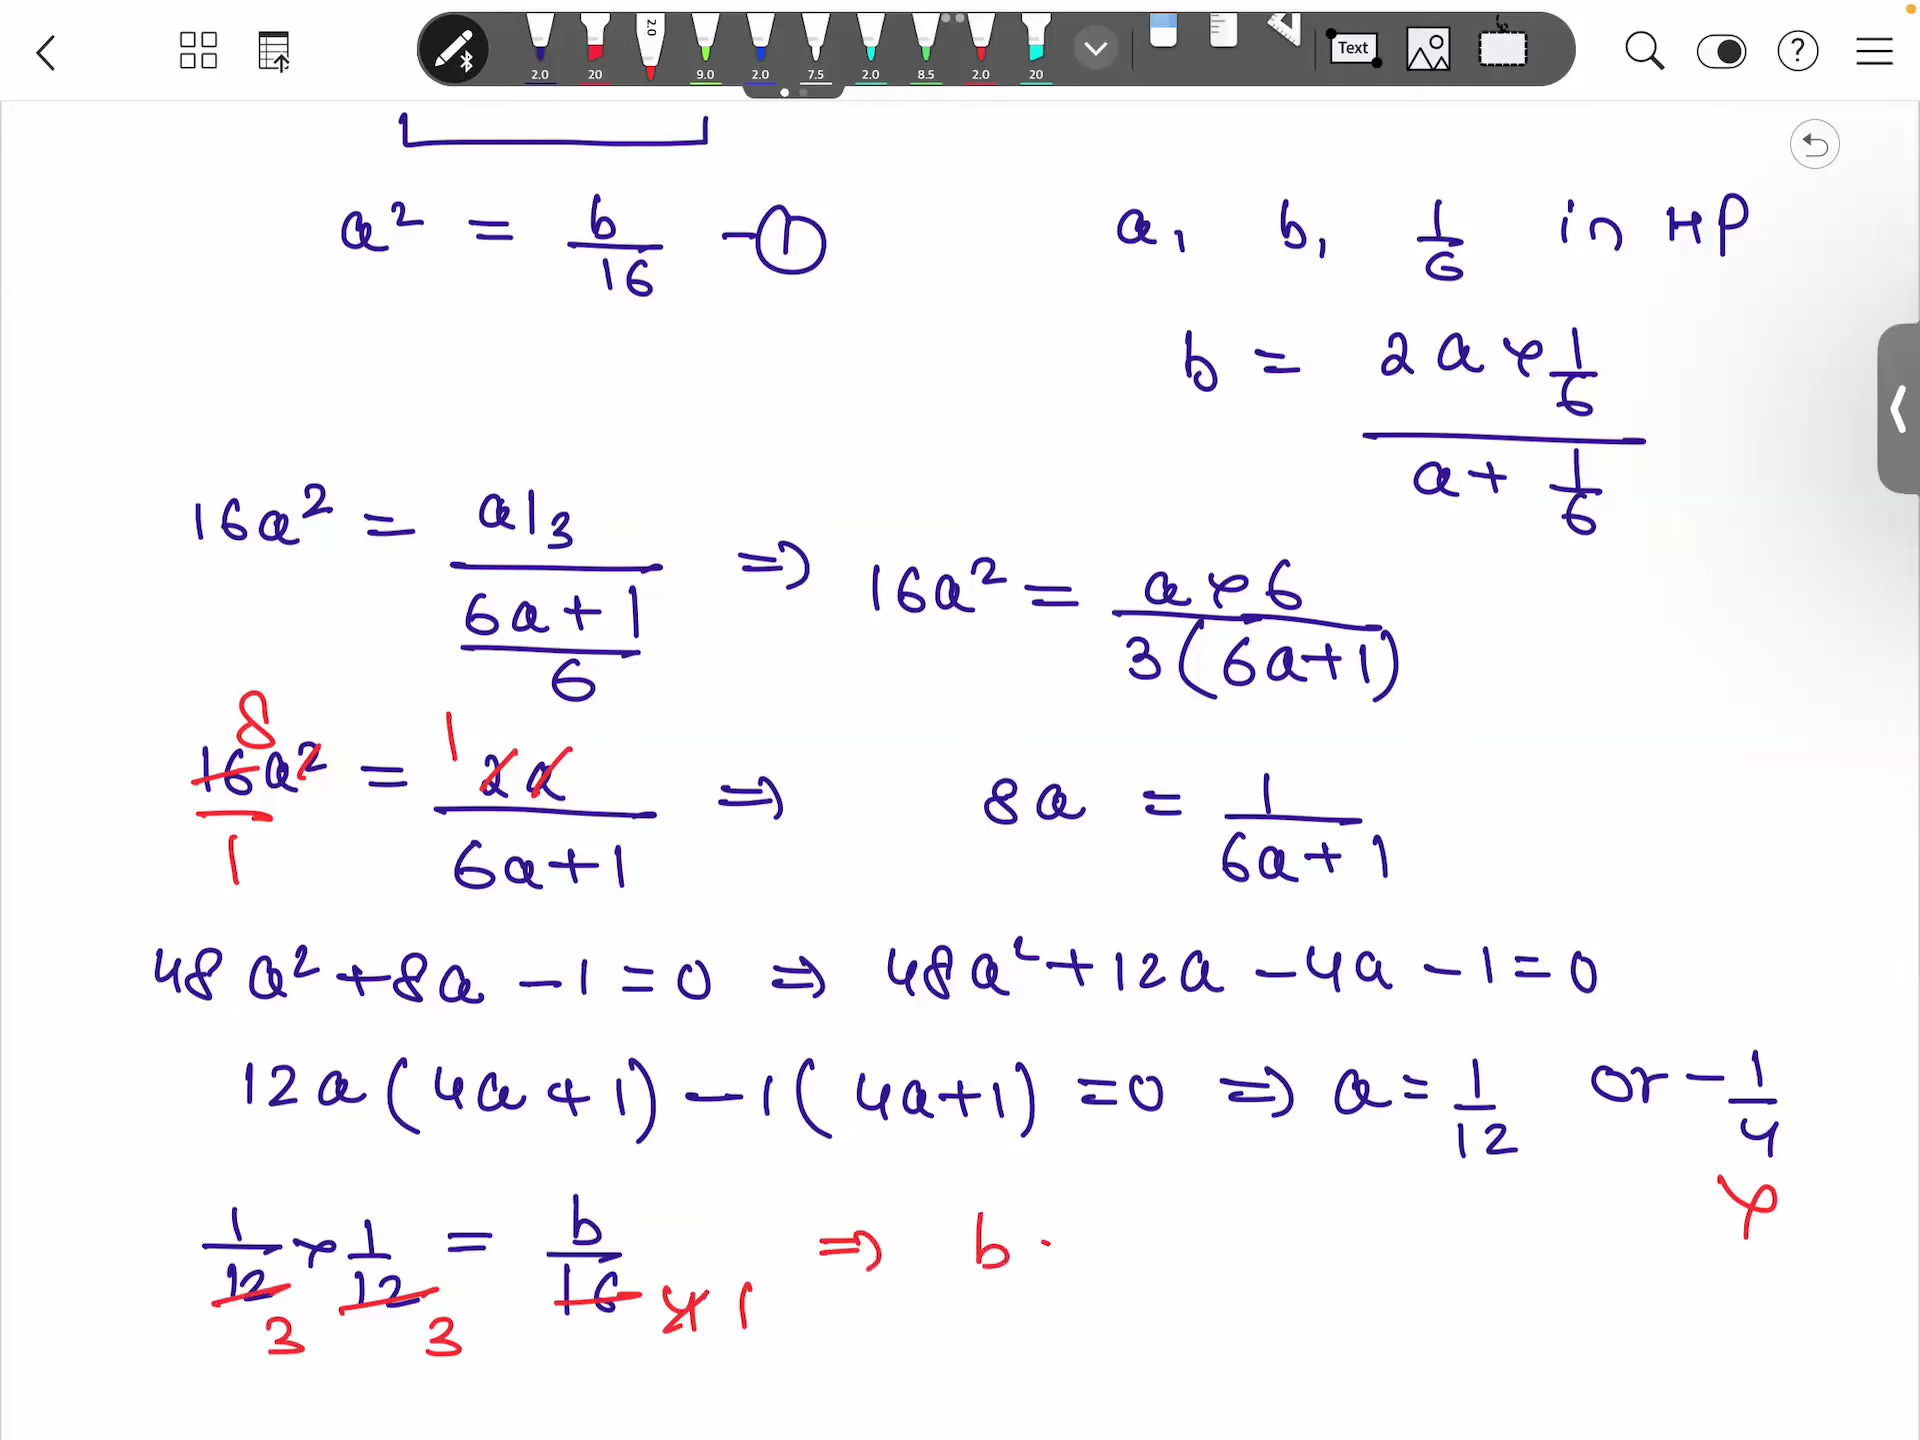 2.0 20 2.0 9.0 2.0 7.5 2.0 8.5 2.0 20 Text ?
a² = b/16 - ①
a, b, 1/6 in HP
b = (2a × 1/6)/(a + 1/6)
16a² = (a/3)/((6a+1)/6) ⇒ 16a² = (a×6)/(3(6a+1))
8 1
16a² = 2a/(6a+1) ⇒ 8a = 1/(6a+1)
1
48a² + 8a - 1 = 0 ⇒ 48a² + 12a - 4a - 1 = 0
12a(4a+1) - 1(4a+1) = 0 ⇒ a = 1/12 or - 1/4
×
1/12 × 1/12 = b/16 ⇒ b
3 3 4 1